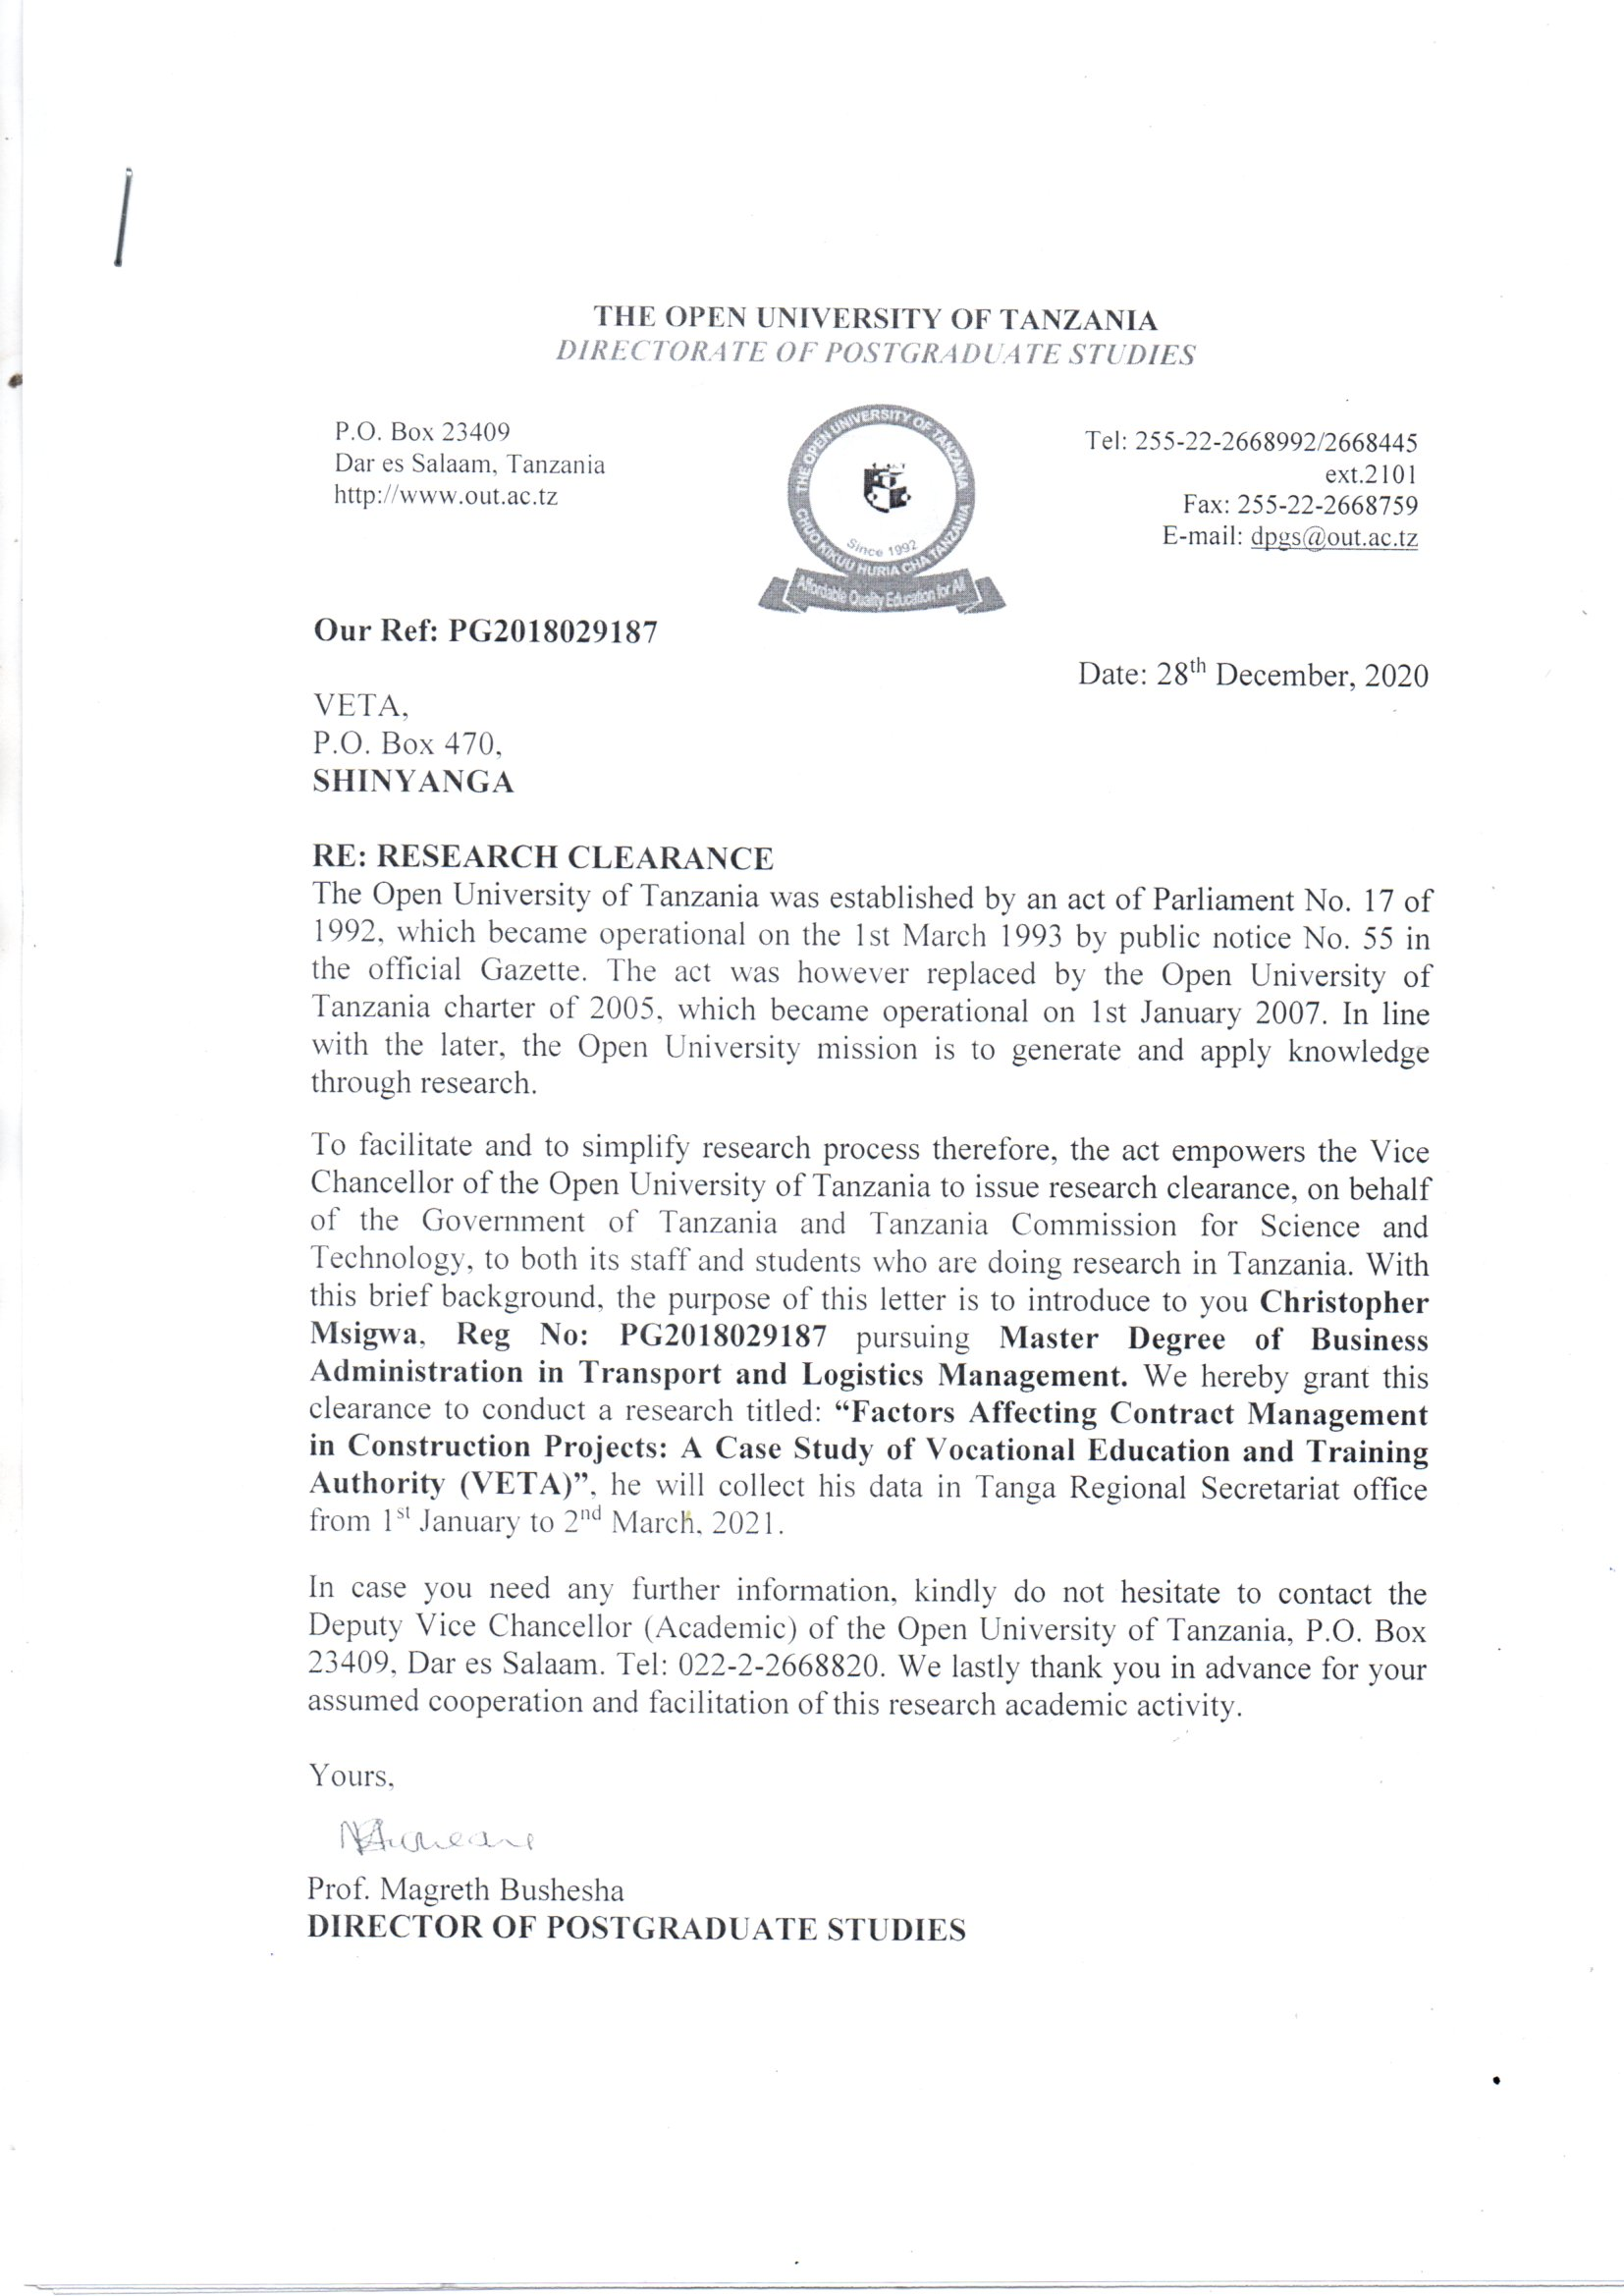 THE OPEN UNIVERSITY OF TANZANIA
DIRECTORATE OF POSTGRADUATE STUDIES
P.O. Box 23409
Dar es Salaam, Tanzania
http://www.out.ac.tz
THE OPEN UNIVERSITY OF TANZANIA
CHUO KIKUU HURIA CHA TANZANIA
Since 1992
Affordable Quality Education for All
Tel: 255-22-2668992/2668445
ext.2101
Fax: 255-22-2668759
E-mail: dpgs@out.ac.tz
Our Ref: PG2018029187
Date: 28th December, 2020
VETA,
P.O. Box 470,
SHINYANGA
RE: RESEARCH CLEARANCE
The Open University of Tanzania was established by an act of Parliament No. 17 of
1992, which became operational on the 1st March 1993 by public notice No. 55 in
the official Gazette. The act was however replaced by the Open University of
Tanzania charter of 2005, which became operational on 1st January 2007. In line
with the later, the Open University mission is to generate and apply knowledge
through research.
To facilitate and to simplify research process therefore, the act empowers the Vice
Chancellor of the Open University of Tanzania to issue research clearance, on behalf
of the Government of Tanzania and Tanzania Commission for Science and
Technology, to both its staff and students who are doing research in Tanzania. With
this brief background, the purpose of this letter is to introduce to you Christopher
Msigwa, Reg No: PG2018029187 pursuing Master Degree of Business
Administration in Transport and Logistics Management. We hereby grant this
clearance to conduct a research titled: “Factors Affecting Contract Management
in Construction Projects: A Case Study of Vocational Education and Training
Authority (VETA)”, he will collect his data in Tanga Regional Secretariat office
from 1st January to 2nd March, 2021.
In case you need any further information, kindly do not hesitate to contact the
Deputy Vice Chancellor (Academic) of the Open University of Tanzania, P.O. Box
23409, Dar es Salaam. Tel: 022-2-2668820. We lastly thank you in advance for your
assumed cooperation and facilitation of this research academic activity.
Yours,
Prof. Magreth Bushesha
DIRECTOR OF POSTGRADUATE STUDIES